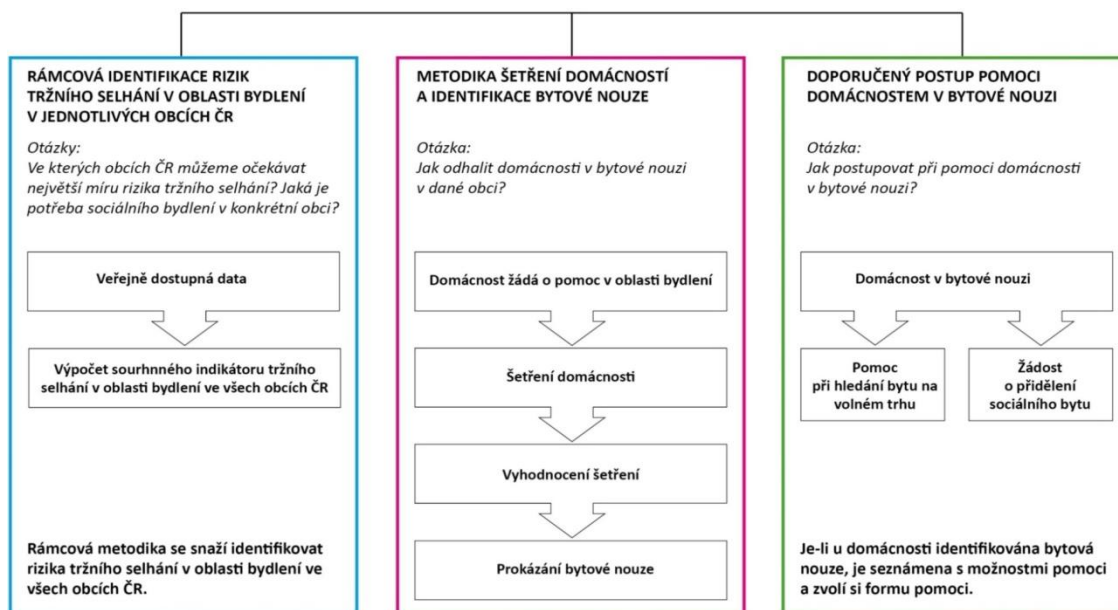 RÁMCOVÁ IDENTIFIKACE RIZIK
TRŽNÍHO SELHÁNÍ V OBLASTI BYDLENÍ
V JEDNOTLIVÝCH OBCÍCH ČR
Otázky:
Ve kterých obcích ČR můžeme očekávat
největší míru rizika tržního selhání? Jaká je
potřeba sociálního bydlení v konkrétní obci?
Veřejně dostupná data
Výpočet sourhnného indikátoru tržního
selhání v oblasti bydlení ve všech obcích ČR
Rámcová metodika se snaží identifikovat
rizika tržního selhání v oblasti bydlení ve
všech obcích ČR.
METODIKA ŠETŘENÍ DOMÁCNOSTÍ
A IDENTIFIKACE BYTOVÉ NOUZE
Otázka:
Jak odhalit domácnosti v bytové nouzi
v dané obci?
Domácnost žádá o pomoc v oblasti bydlení
Šetření domácnosti
Vyhodnocení šetření
Prokázání bytové nouze
DOPORUČENÝ POSTUP POMOCI
DOMÁCNOSTEM V BYTOVÉ NOUZI
Otázka:
Jak postupovat při pomoci domácnosti
v bytové nouzi?
Domácnost v bytové nouzi
Pomoc
při hledání bytu na
volném trhu
Žádost
o přidělení
sociálního bytu
Je-li u domácnosti identifikována bytová
nouze, je seznámena s možnostmi pomoci
a zvolí si formu pomoci.